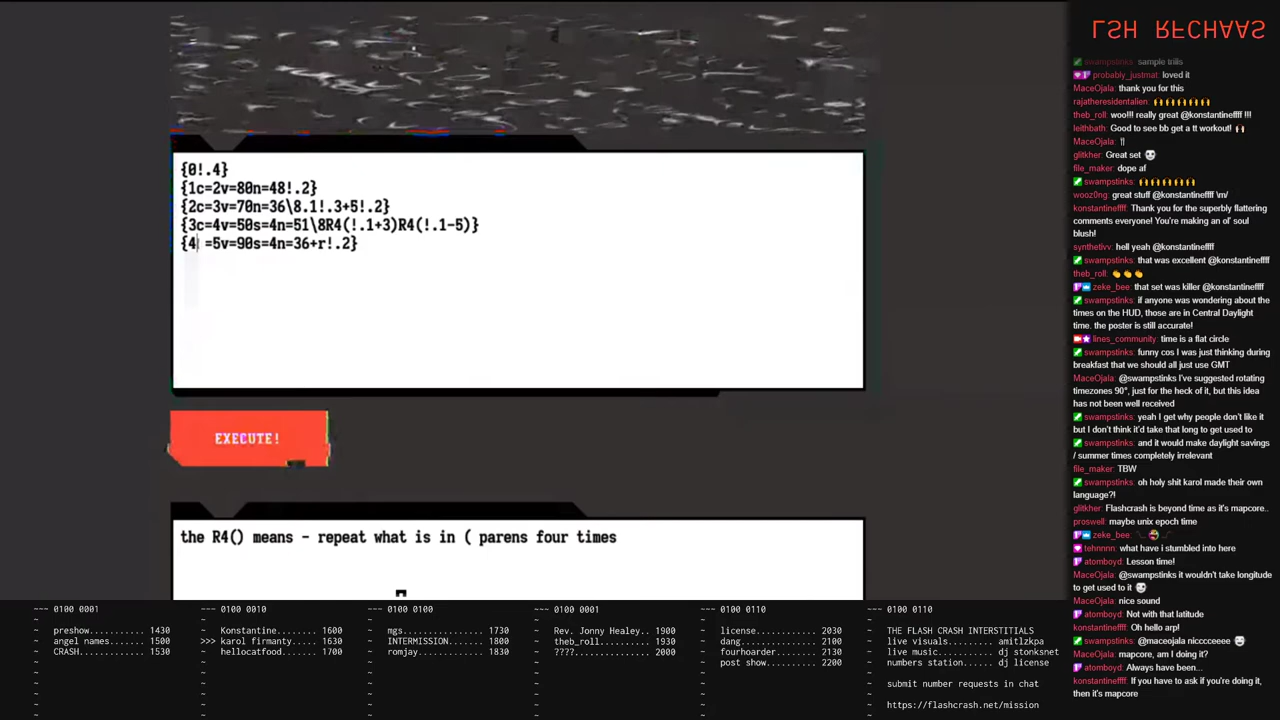 {0!.4}
{1c=2v=80n=48!.2}
{2c=3v=70n=36\8.1!.3+5!.2}
{3c=4v=50s=4n=51\8R4(!.1+3)R4(!.1-5)}
{4 =5v=90s=4n=36+r!.2}
EXECUTE!
the R4() means - repeat what is in ( parens four times
LSH RFCHAAS
swampstinks: sample trills
probably_justmat: loved it
MaceOjala: thank you for this
rajatheresidentalien: 🙌🙌🙌🙌🙌🙌🙌🙌🙌
theb_roll: woo!!! really great @konstantineffff !!!
leithbath: Good to see bb get a tt workout! 🙌
MaceOjala: ‼
glitkher: Great set
file_maker: dope af
swampstinks: 🙌🙌🙌🙌🙌🙌🙌
wooz0ng: great stuff @konstantineffff \m/
konstantineffff: Thank you for the superbly flattering
comments everyone! You're making an ol' soul
blush!
synthetivv: hell yeah @konstantineffff
swampstinks: that was excellent @konstantineffff
theb_roll: 👏👏👏
zeke_bee: that set was killer @konstantineffff
swampstinks: if anyone was wondering about the
times on the HUD, those are in Central Daylight
time. the poster is still accurate!
lines_community: time is a flat circle
swampstinks: funny cos I was just thinking during
breakfast that we should all just use GMT
MaceOjala: @swampstinks I've suggested rotating
timezones 90°, just for the heck of it, but this idea
has not been well received
swampstinks: yeah I get why people don't like it
but I don't think it'd take that long to get used to
swampstinks: and it would make daylight savings
/ summer times completely irrelevant
file_maker: TBW
swampstinks: oh holy shit karol made their own
language?!
glitkher: Flashcrash is beyond time as it's mapcore..
proswell: maybe unix epoch time
zeke_bee:
tehnnnn: what have i stumbled into here
atomboyd: Lesson time!
MaceOjala: @swampstinks it wouldn't take longitude
to get used to it
MaceOjala: nice sound
atomboyd: Not with that latitude
konstantineffff: Oh hello arp!
swampstinks: @maceojala niccceeeee
MaceOjala: mapcore, am I doing it?
atomboyd: Always have been...
konstantineffff: If you have to ask if you're doing it,
then it's mapcore
~~~ 0100 0001
~
~ preshow........... 1430
~ angel names....... 1500
~ CRASH............. 1530
~
~
~
~
~
~~~ 0100 0010
~
~ Konstantine....... 1600
>>> karol firmanty.... 1630
~ hellocatfood...... 1700
~
~
~
~
~
~~~ 0100 0100
~
~ mgs............... 1730
~ INTERMISSION...... 1800
~ romjay............ 1830
~
~
~
~
~
~~~ 0100 0001
~
~ Rev. Jonny Healey.. 1900
~ theb_roll......... 1930
~ ????.............. 2000
~
~
~
~
~
~~~ 0100 0110
~
~ license........... 2030
~ dang.............. 2100
~ fourhoarder....... 2130
~ post show......... 2200
~
~
~
~
~~~ 0100 0110
~
~ THE FLASH CRASH INTERSTITIALS
~ live visuals...... amitlzkpa
~ live music..... dj stonksnet
~ numbers station... dj license
~
~ submit number requests in chat
~
~ https://flashcrash.net/mission